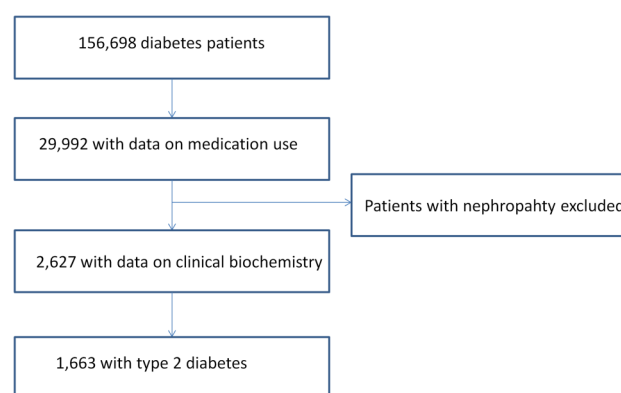 156,698 diabetes patients
29,992 with data on medication use
Patients with nephropahty excluded
2,627 with data on clinical biochemistry
1,663 with type 2 diabetes